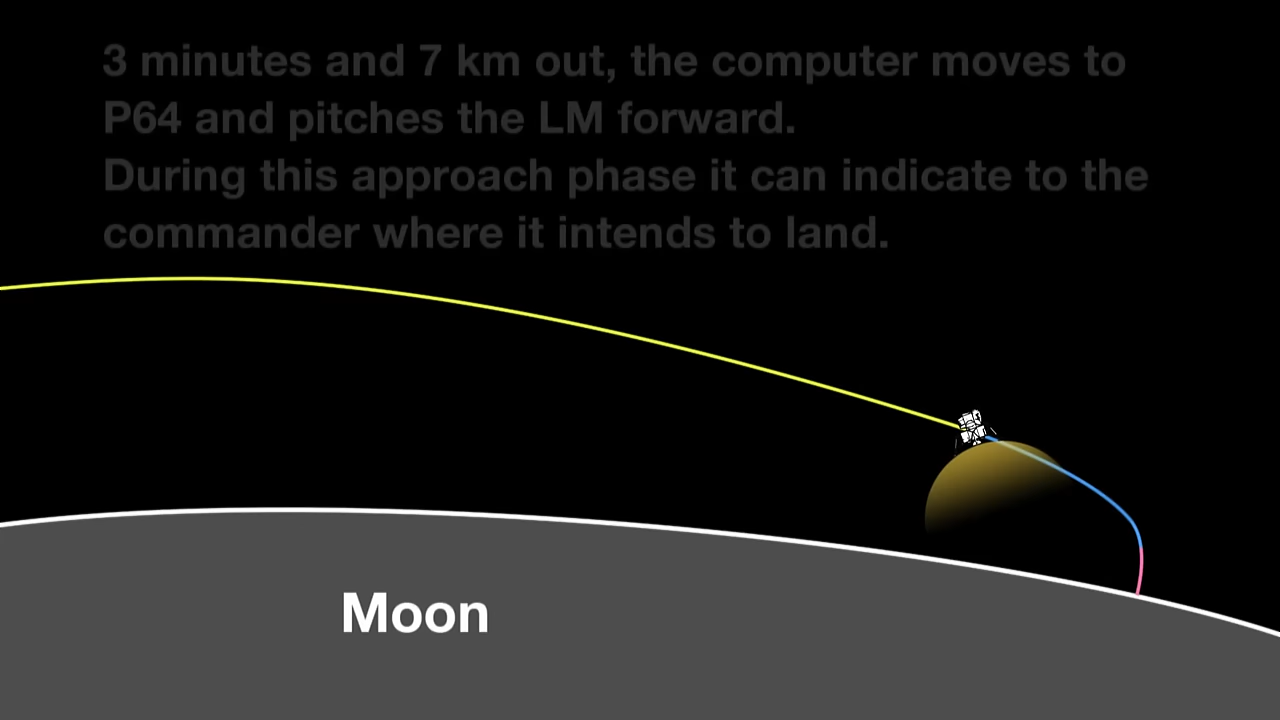 3 minutes and 7 km out, the computer moves to
P64 and pitches the LM forward.
During this approach phase it can indicate to the
commander where it intends to land.
Moon